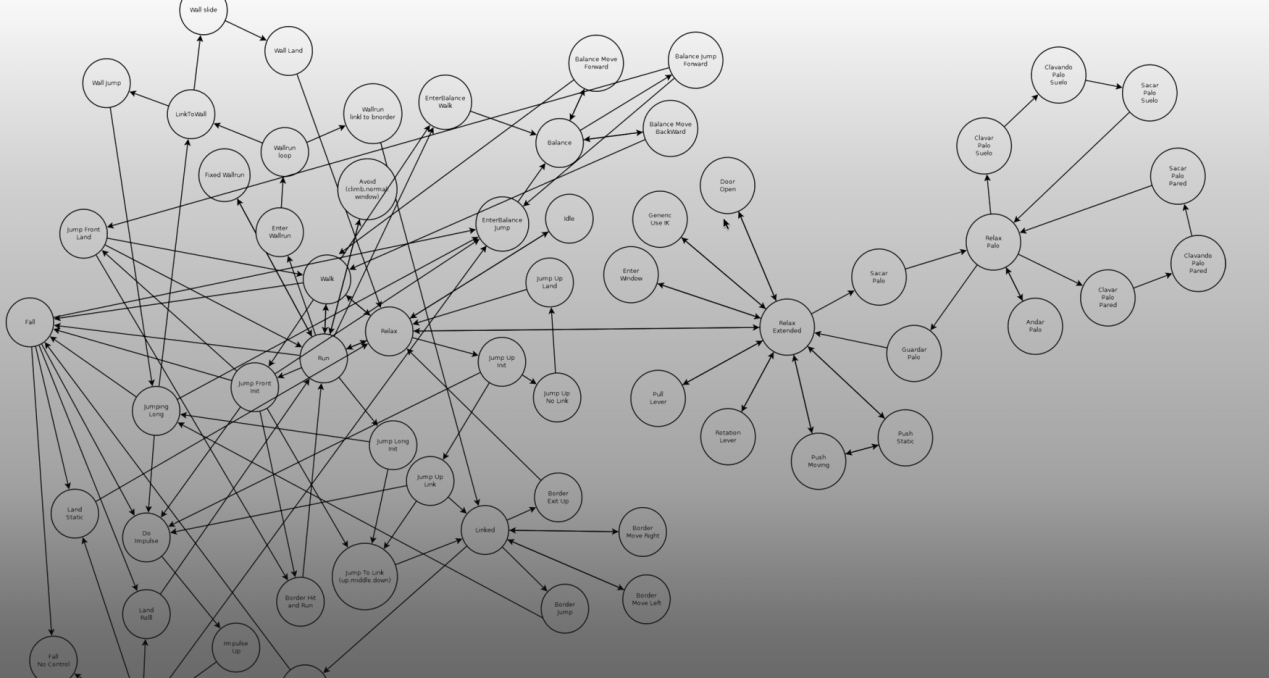 Wall slide
Wall Land
Wall Jump
LinkToWall
Wallrun
linkl to bnorder
EnterBalance
Walk
Balance Move
Forward
Balance Jump
Forward
Balance
Balance Move
BackWard
Wallrun
loop
Fixed Wallrun
Avoid
(climb,normal,
window)
Jump Front
Land
Enter
Wallrun
EnterBalance
Jump
Idle
Generic
Use IK
Door
Open
Clavando
Palo
Suelo
Sacar
Palo
Suelo
Clavar
Palo
Suelo
Sacar
Palo
Pared
Relax
Palo
Clavando
Palo
Pared
Walk
Jump Up
Land
Enter
Window
Sacar
Palo
Clavar
Palo
Pared
Fall
Relax
Relax
Extended
Andar
Palo
Run
Jump Up
Init
Guardar
Palo
Jump Front
Init
Jumping
Long
Jump Up
No Link
Pull
Lever
Jump Long
Init
Rotation
Lever
Push
Static
Push
Moving
Jump Up
Link
Border
Exit Up
Land
Static
Do
Impulse
Linked
Border
Move Right
Jump To Link
(up,middle,down)
Border Hit
and Run
Border
Jump
Border
Move Left
Land
Rolll
Impulse
Up
Fall
No Control